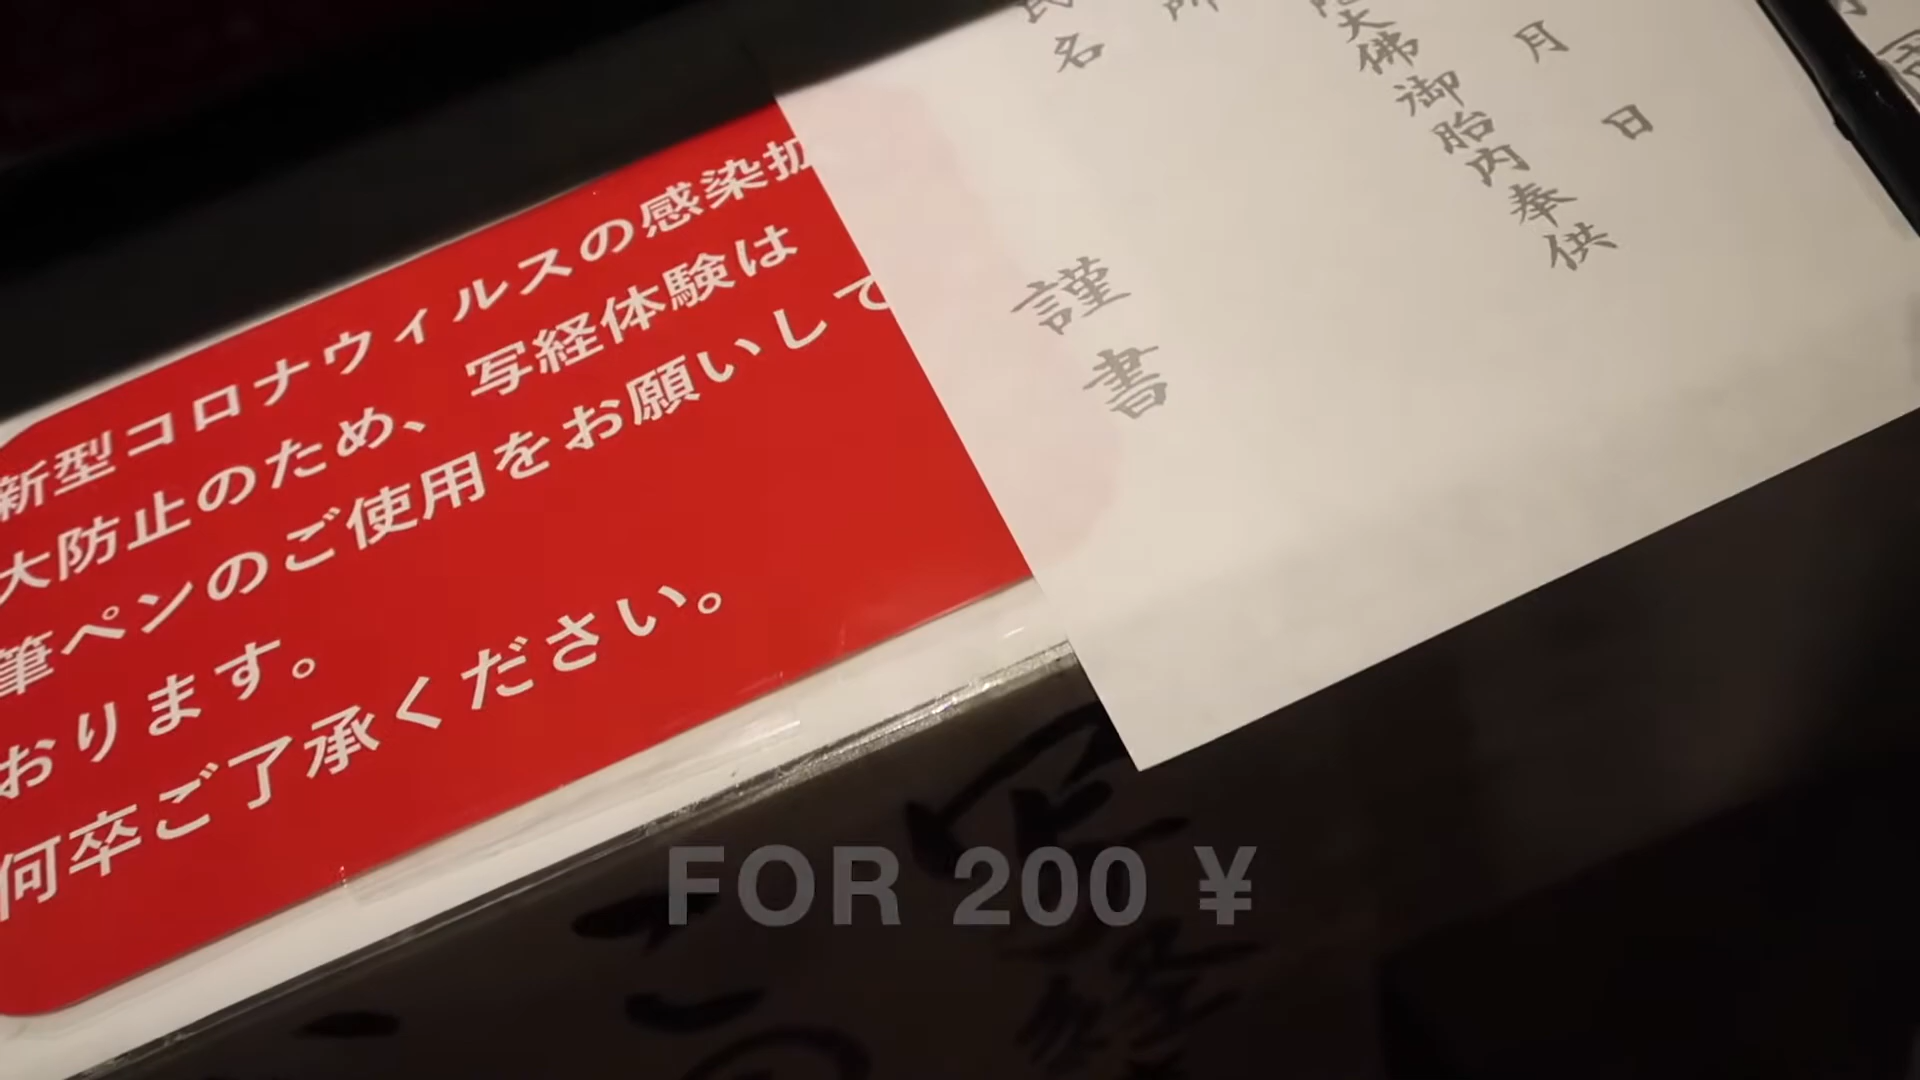 新型コロナウィルスの感染拡
大防止のため、写経体験は
筆ペンのご使用をお願いして
おります。
何卒ご了承ください。
月
日
大佛御胎内奉供
氏名
謹書
FOR 200 ¥
経